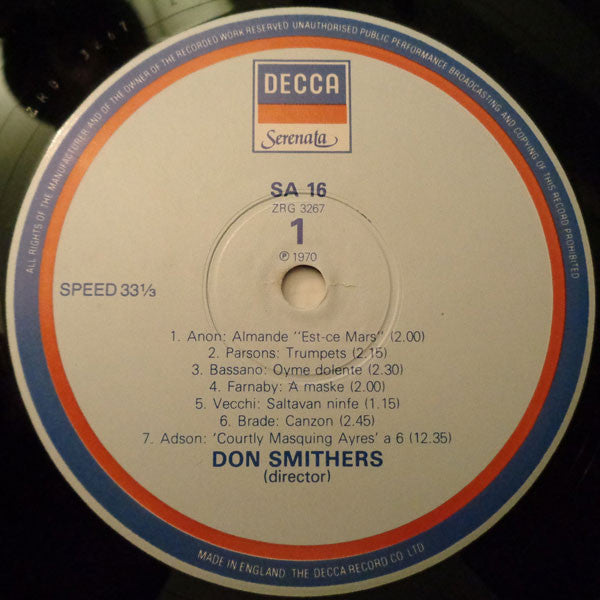 ALL RIGHTS OF THE MANUFACTURER AND OF THE OWNER OF THE RECORDED WORK RESERVED UNAUTHORISED PUBLIC PERFORMANCE BROADCASTING AND COPYING OF THIS RECORD PROHIBITED
DECCA
Serenata
SA 16
ZRG 3267
1
℗ 1970
SPEED 33⅓
1. Anon: Almande "Est-ce Mars" (2.00)
2. Parsons: Trumpets (2.15)
3. Bassano: Oyme dolente (2.30)
4. Farnaby: A maske (2.00)
5. Vecchi: Saltavan ninfe (1.15)
6. Brade: Canzon (2.45)
7. Adson: 'Courtly Masquing Ayres' a 6 (12.35)
DON SMITHERS
(director)
MADE IN ENGLAND THE DECCA RECORD CO. LTD